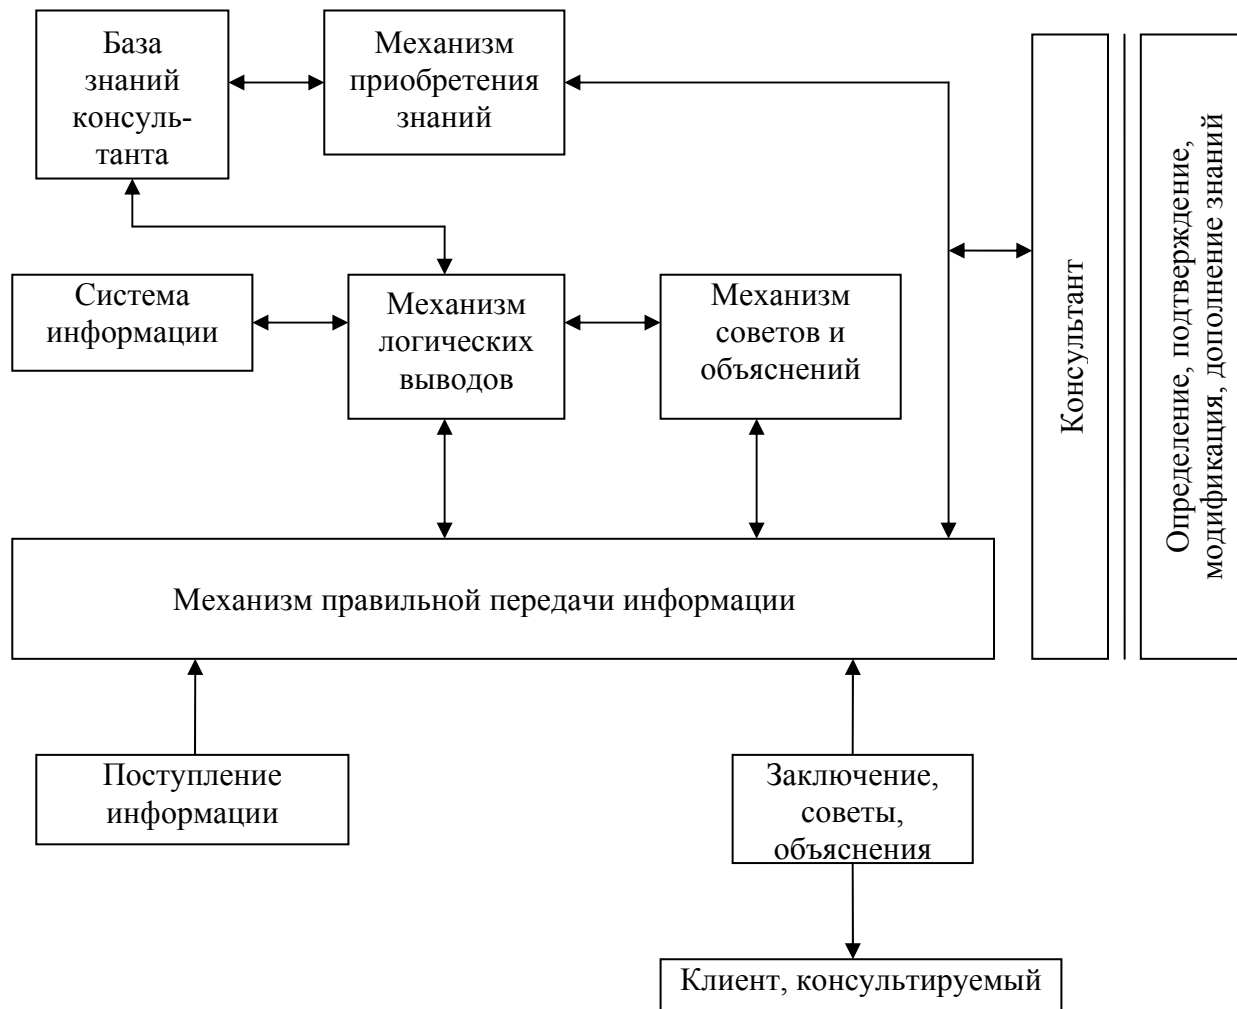 База
знаний
консуль-
танта
Механизм
приобретения
знаний
Система
информации
Механизм
логических
выводов
Механизм
советов и
объяснений
Консультант
Определение, подтверждение,
модификация, дополнение знаний
Механизм правильной передачи информации
Поступление
информации
Заключение,
советы,
объяснения
Клиент, консультируемый